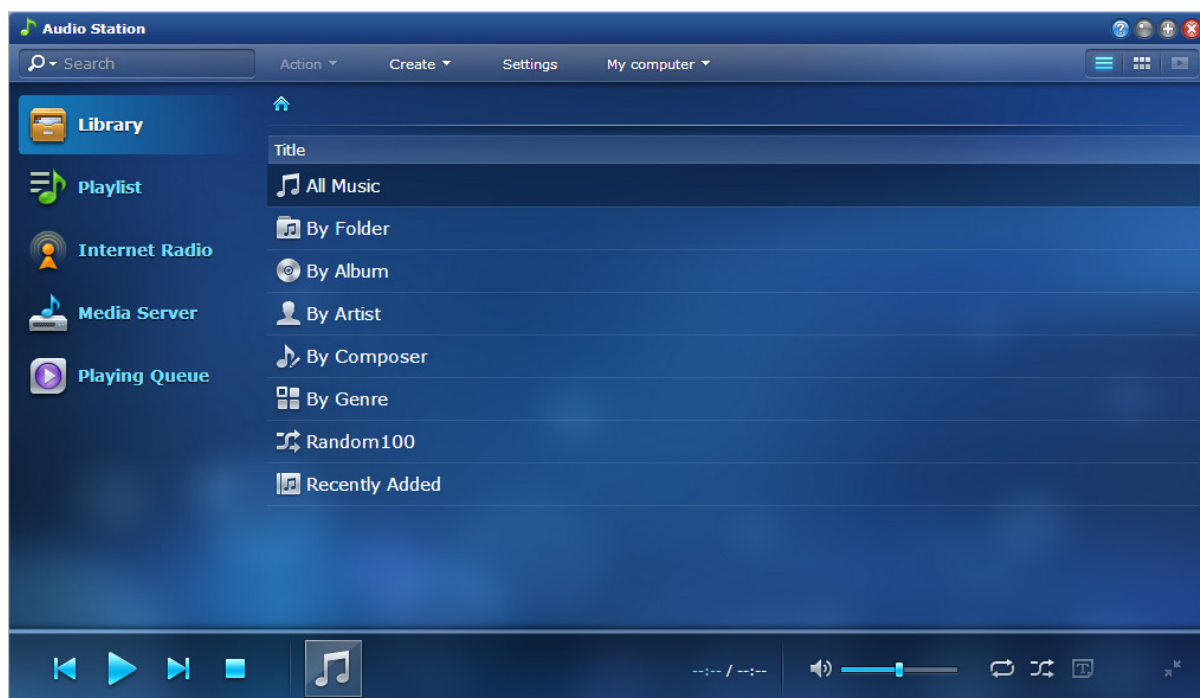 Audio Station
Search Action Create Settings My computer
Library
Playlist
Internet Radio
Media Server
Playing Queue
Title
All Music
By Folder
By Album
By Artist
By Composer
By Genre
Random100
Recently Added
--:-- / --:--